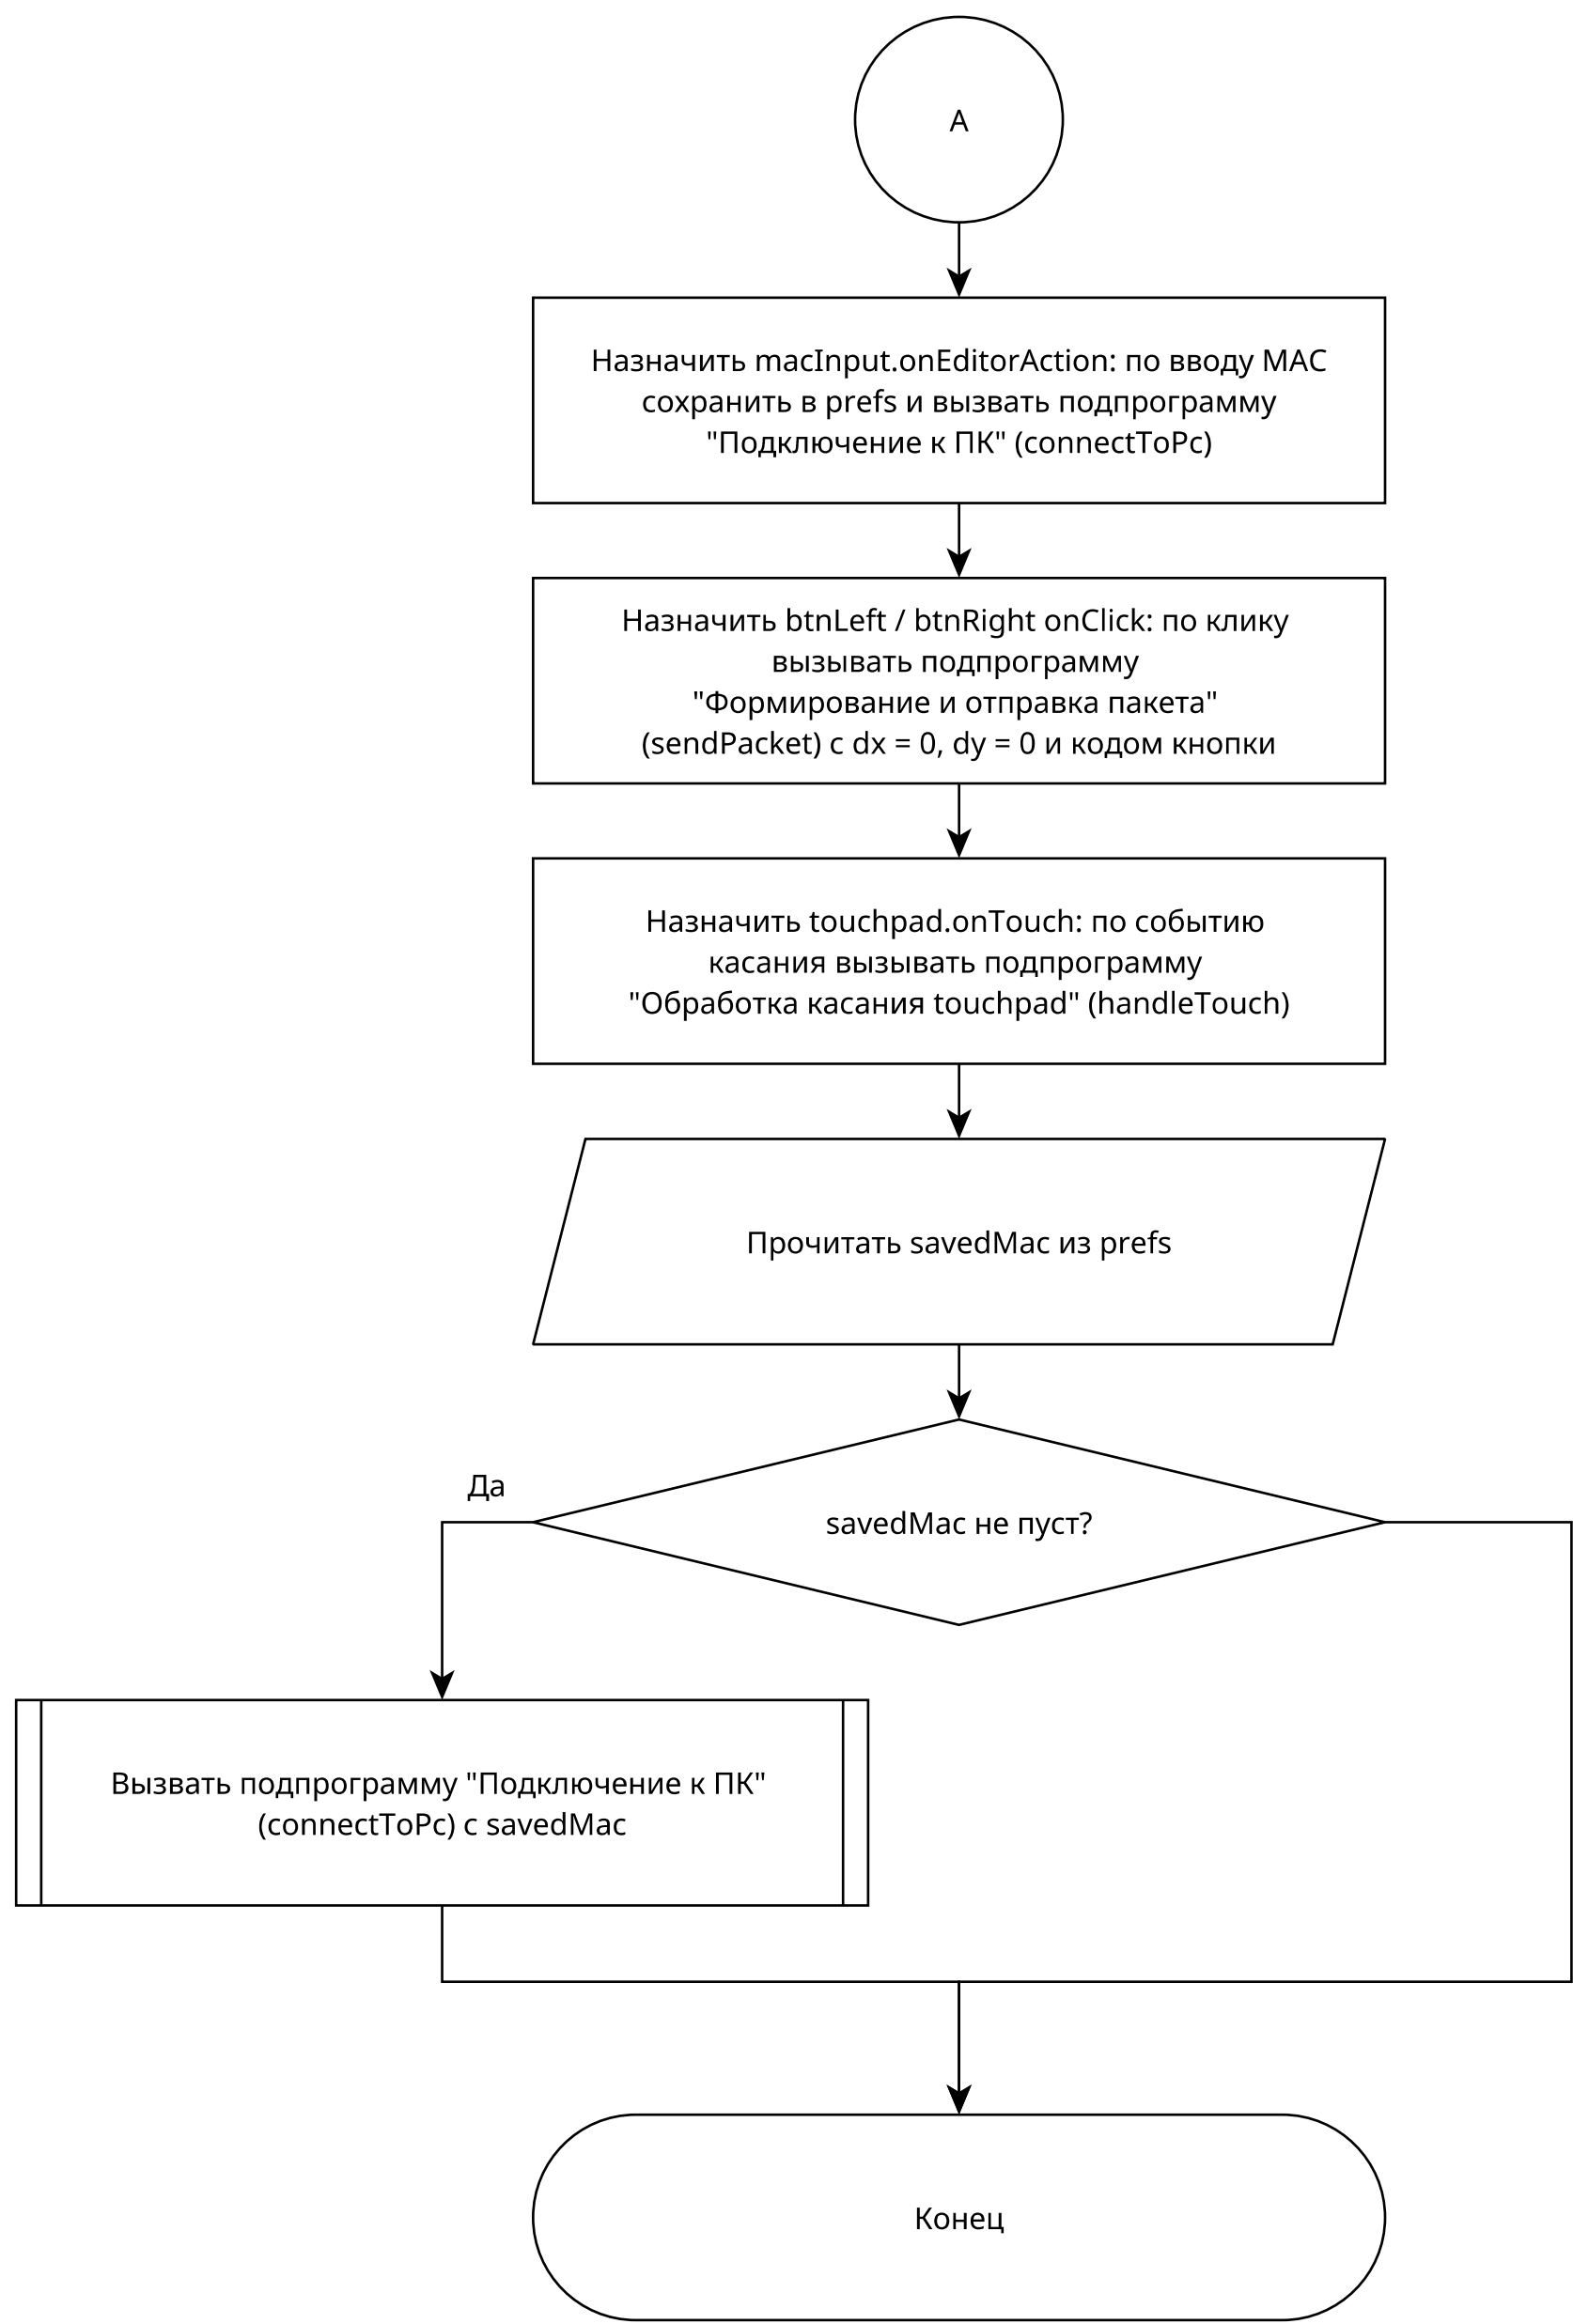 А
Назначить macInput.onEditorAction: по вводу MAC
сохранить в prefs и вызвать подпрограмму
"Подключение к ПК" (connectToPc)
Назначить btnLeft / btnRight onClick: по клику
вызывать подпрограмму
"Формирование и отправка пакета"
(sendPacket) с dx = 0, dy = 0 и кодом кнопки
Назначить touchpad.onTouch: по событию
касания вызывать подпрограмму
"Обработка касания touchpad" (handleTouch)
Прочитать savedMac из prefs
Да
savedMac не пуст?
Вызвать подпрограмму "Подключение к ПК"
(connectToPc) с savedMac
Конец